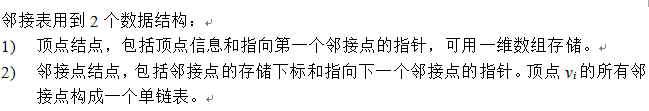 邻接表用到 2 个数据结构：
1) 顶点结点，包括顶点信息和指向第一个邻接点的指针，可用一维数组存储。
2) 邻接点结点，包括邻接点的存储下标和指向下一个邻接点的指针。顶点 vi 的所有邻
接点构成一个单链表。